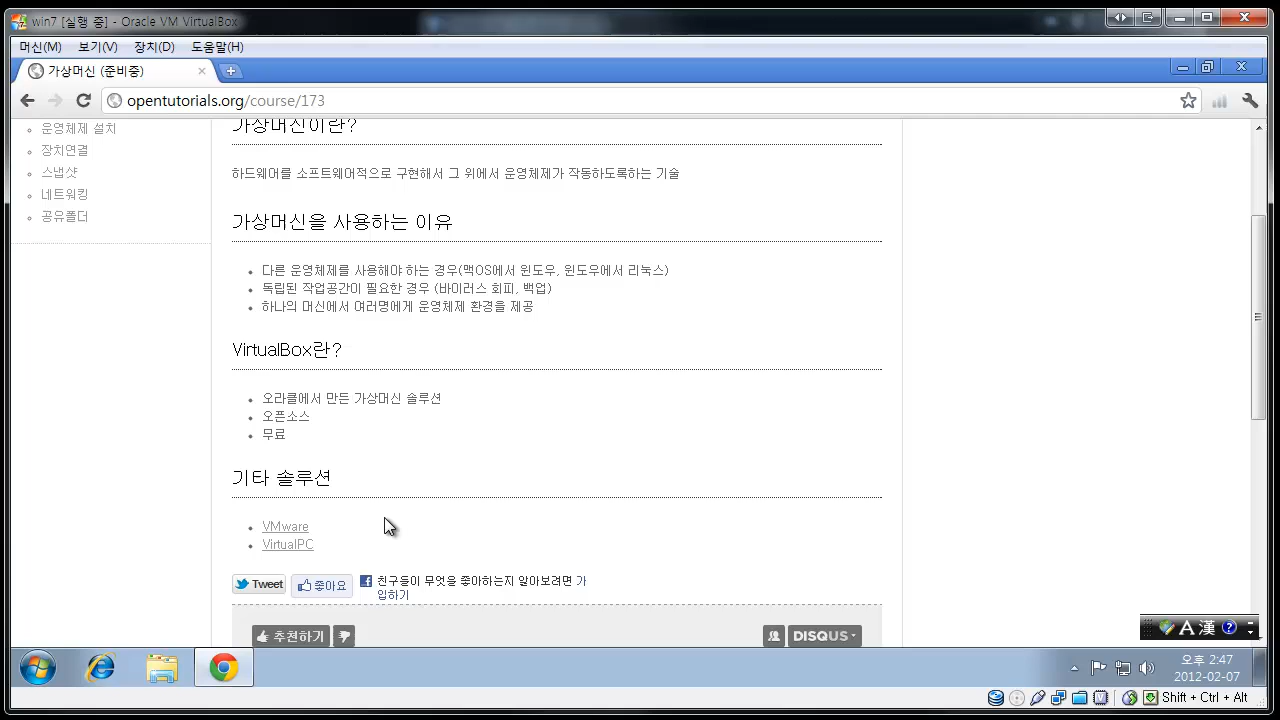 win7 [실행 중] - Oracle VM VirtualBox
머신(M) 보기(V) 장치(D) 도움말(H)
가상머신 (준비중)
opentutorials.org/course/173
운영체제 설치
장치연결
스냅샷
네트워킹
공유폴더
가상머신이란?
하드웨어를 소프트웨어적으로 구현해서 그 위에서 운영체제가 작동하도록하는 기술
가상머신을 사용하는 이유
다른 운영체제를 사용해야 하는 경우(맥OS에서 윈도우, 윈도우에서 리눅스)
독립된 작업공간이 필요한 경우 (바이러스 회피, 백업)
하나의 머신에서 여러명에게 운영체제 환경을 제공
VirtualBox란?
오라클에서 만든 가상머신 솔루션
오픈소스
무료
기타 솔루션
VMware
VirtualPC
Tweet 좋아요 친구들이 무엇을 좋아하는지 알아보려면 가
입하기
추천하기 DISQUS
A 漢
오후 2:47
2012-02-07
Shift + Ctrl + Alt